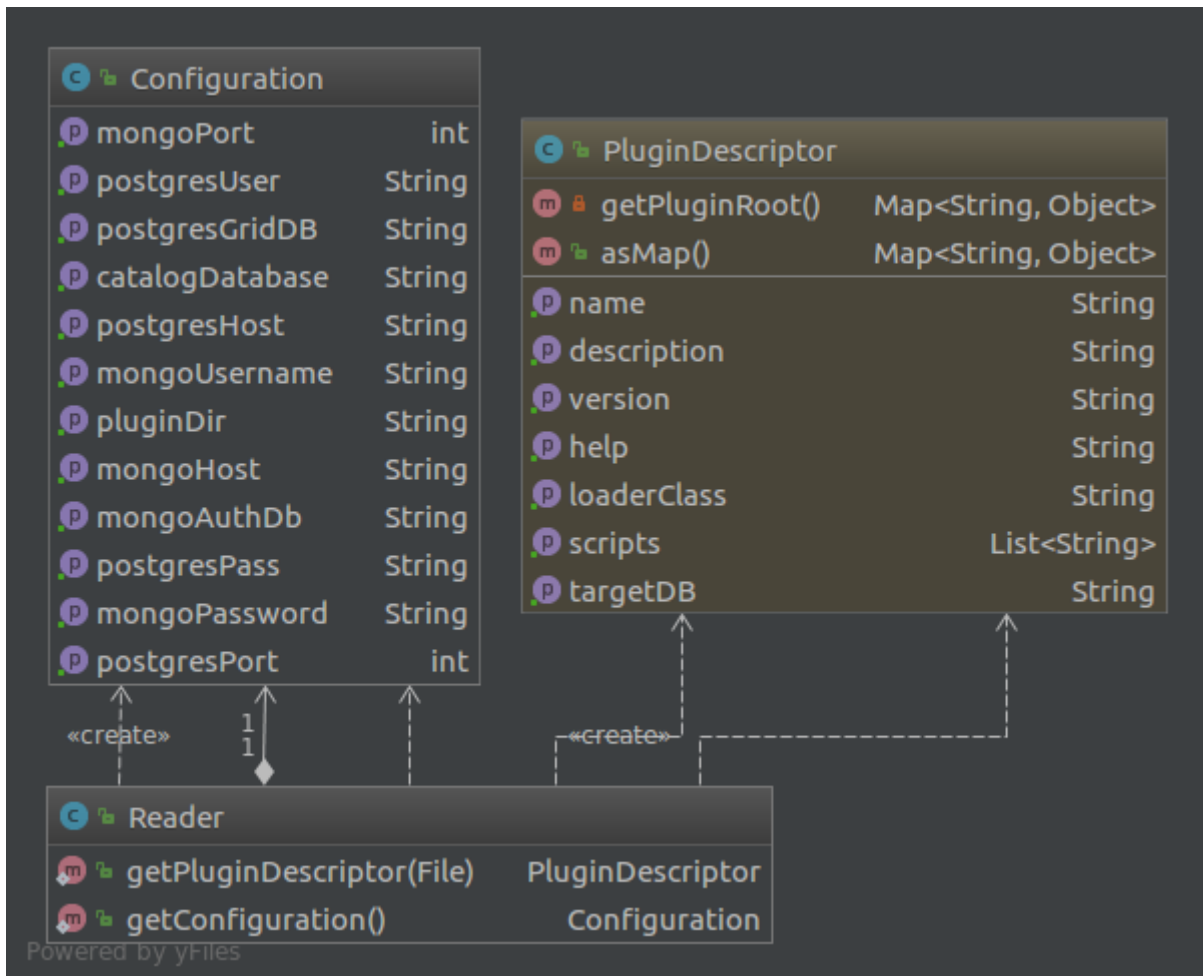 Configuration
mongoPort int
postgresUser String
postgresGridDB String
catalogDatabase String
postgresHost String
mongoUsername String
pluginDir String
mongoHost String
mongoAuthDb String
postgresPass String
mongoPassword String
postgresPort int
PluginDescriptor
getPluginRoot() Map<String, Object>
asMap() Map<String, Object>
name String
description String
version String
help String
loaderClass String
scripts List<String>
targetDB String
«create»
1
1
«create»
Reader
getPluginDescriptor(File) PluginDescriptor
getConfiguration() Configuration
Powered by yFiles